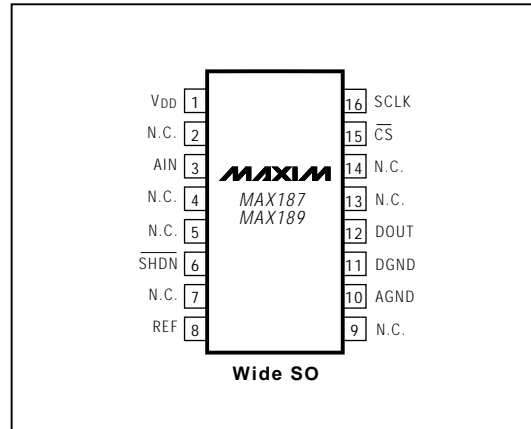 VDD 1 16 SCLK
N.C. 2 15 CS
AIN 3 14 N.C.
MAXIM
N.C. 4 MAX187 13 N.C.
MAX189
N.C. 5 12 DOUT
SHDN 6 11 DGND
N.C. 7 10 AGND
REF 8 9 N.C.
Wide SO